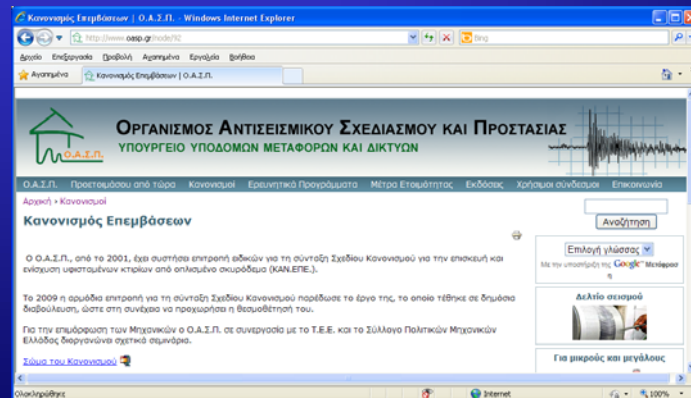 Κανονισμός Επεμβάσεων | Ο.Α.Σ.Π. - Windows Internet Explorer
http://www.oasp.gr/node/92
Bing
Αρχείο Επεξεργασία Προβολή Αγαπημένα Εργαλεία Βοήθεια
Αγαπημένα Κανονισμός Επεμβάσεων | Ο.Α.Σ.Π.
ΟΡΓΑΝΙΣΜΟΣ ΑΝΤΙΣΕΙΣΜΙΚΟΥ ΣΧΕΔΙΑΣΜΟΥ ΚΑΙ ΠΡΟΣΤΑΣΙΑΣ
ΥΠΟΥΡΓΕΙΟ ΥΠΟΔΟΜΩΝ ΜΕΤΑΦΟΡΩΝ ΚΑΙ ΔΙΚΤΥΩΝ
Ο.Α.Σ.Π.
Ο.Α.Σ.Π. Προετοιμάσου από τώρα Κανονισμοί Ερευνητικά Προγράμματα Μέτρα Ετοιμότητας Εκδόσεις Χρήσιμοι σύνδεσμοι Επικοινωνία
Αρχική › Κανονισμοί
Κανονισμός Επεμβάσεων
Ο Ο.Α.Σ.Π., από το 2001, έχει συστήσει επιτροπή ειδικών για τη σύνταξη Σχεδίου Κανονισμού για την επισκευή και
ενίσχυση υφισταμένων κτιρίων από οπλισμένο σκυρόδεμα (ΚΑΝ.ΕΠΕ.).
Το 2009 η αρμόδια επιτροπή για τη σύνταξη Σχεδίου Κανονισμού παρέδωσε το έργο της, το οποίο τέθηκε σε δημόσια
διαβούλευση, ώστε στη συνέχεια να προχωρήσει η θεσμοθέτησή του.
Για την επιμόρφωση των Μηχανικών ο Ο.Α.Σ.Π. σε συνεργασία με το Τ.Ε.Ε. και το Σύλλογο Πολιτικών Μηχανικών
Ελλάδας διοργανώνει σχετικά σεμινάρια.
Σώμα του Κανονισμού
Αναζήτηση
Επιλογή γλώσσας
Με την υποστήριξη της Google Μετάφραση
Δελτίο σεισμού
Για μικρούς και μεγάλους
Ολοκληρώθηκε
Internet
100%